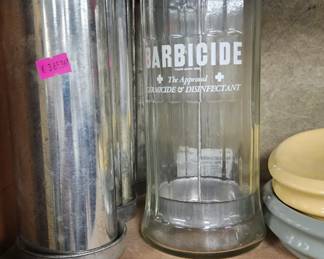 BARBICIDE
The Approved
GERMICIDE & DISINFECTANT